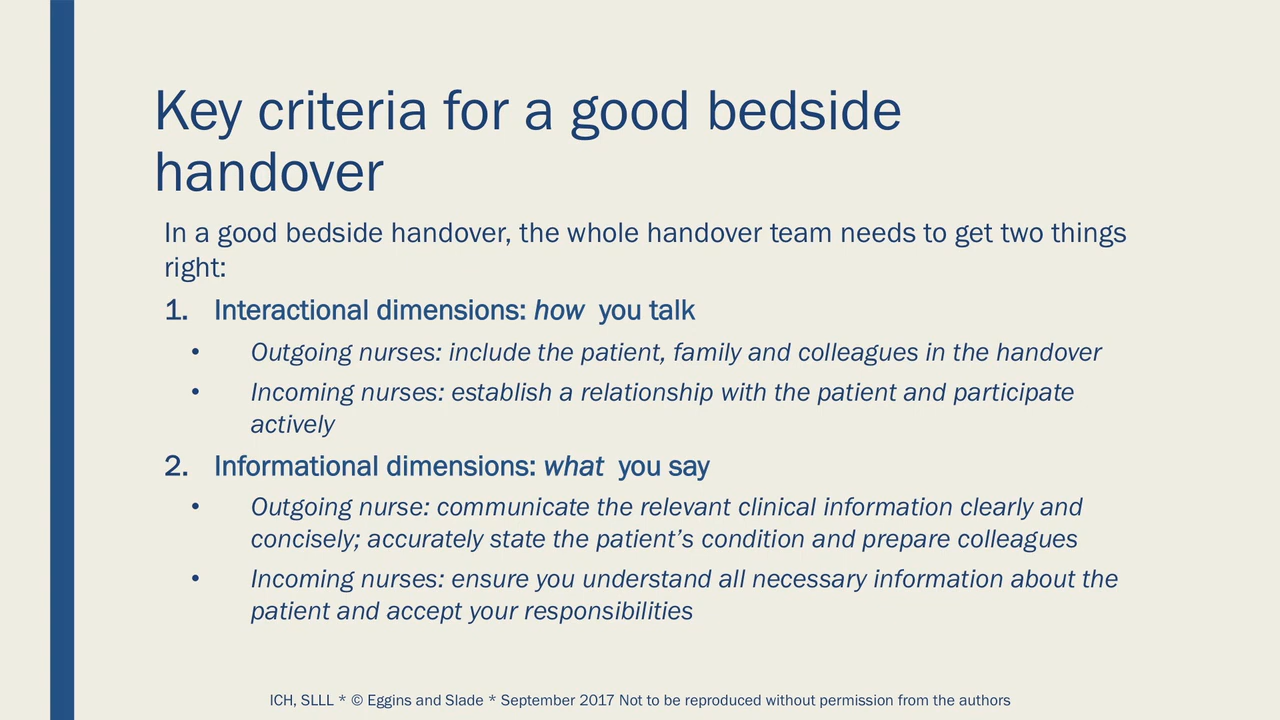 Key criteria for a good bedside
handover
In a good bedside handover, the whole handover team needs to get two things
right:
1. Interactional dimensions: how you talk
• Outgoing nurses: include the patient, family and colleagues in the handover
• Incoming nurses: establish a relationship with the patient and participate
actively
2. Informational dimensions: what you say
• Outgoing nurse: communicate the relevant clinical information clearly and
concisely; accurately state the patient’s condition and prepare colleagues
• Incoming nurses: ensure you understand all necessary information about the
patient and accept your responsibilities
ICH, SLLL * © Eggins and Slade * September 2017 Not to be reproduced without permission from the authors